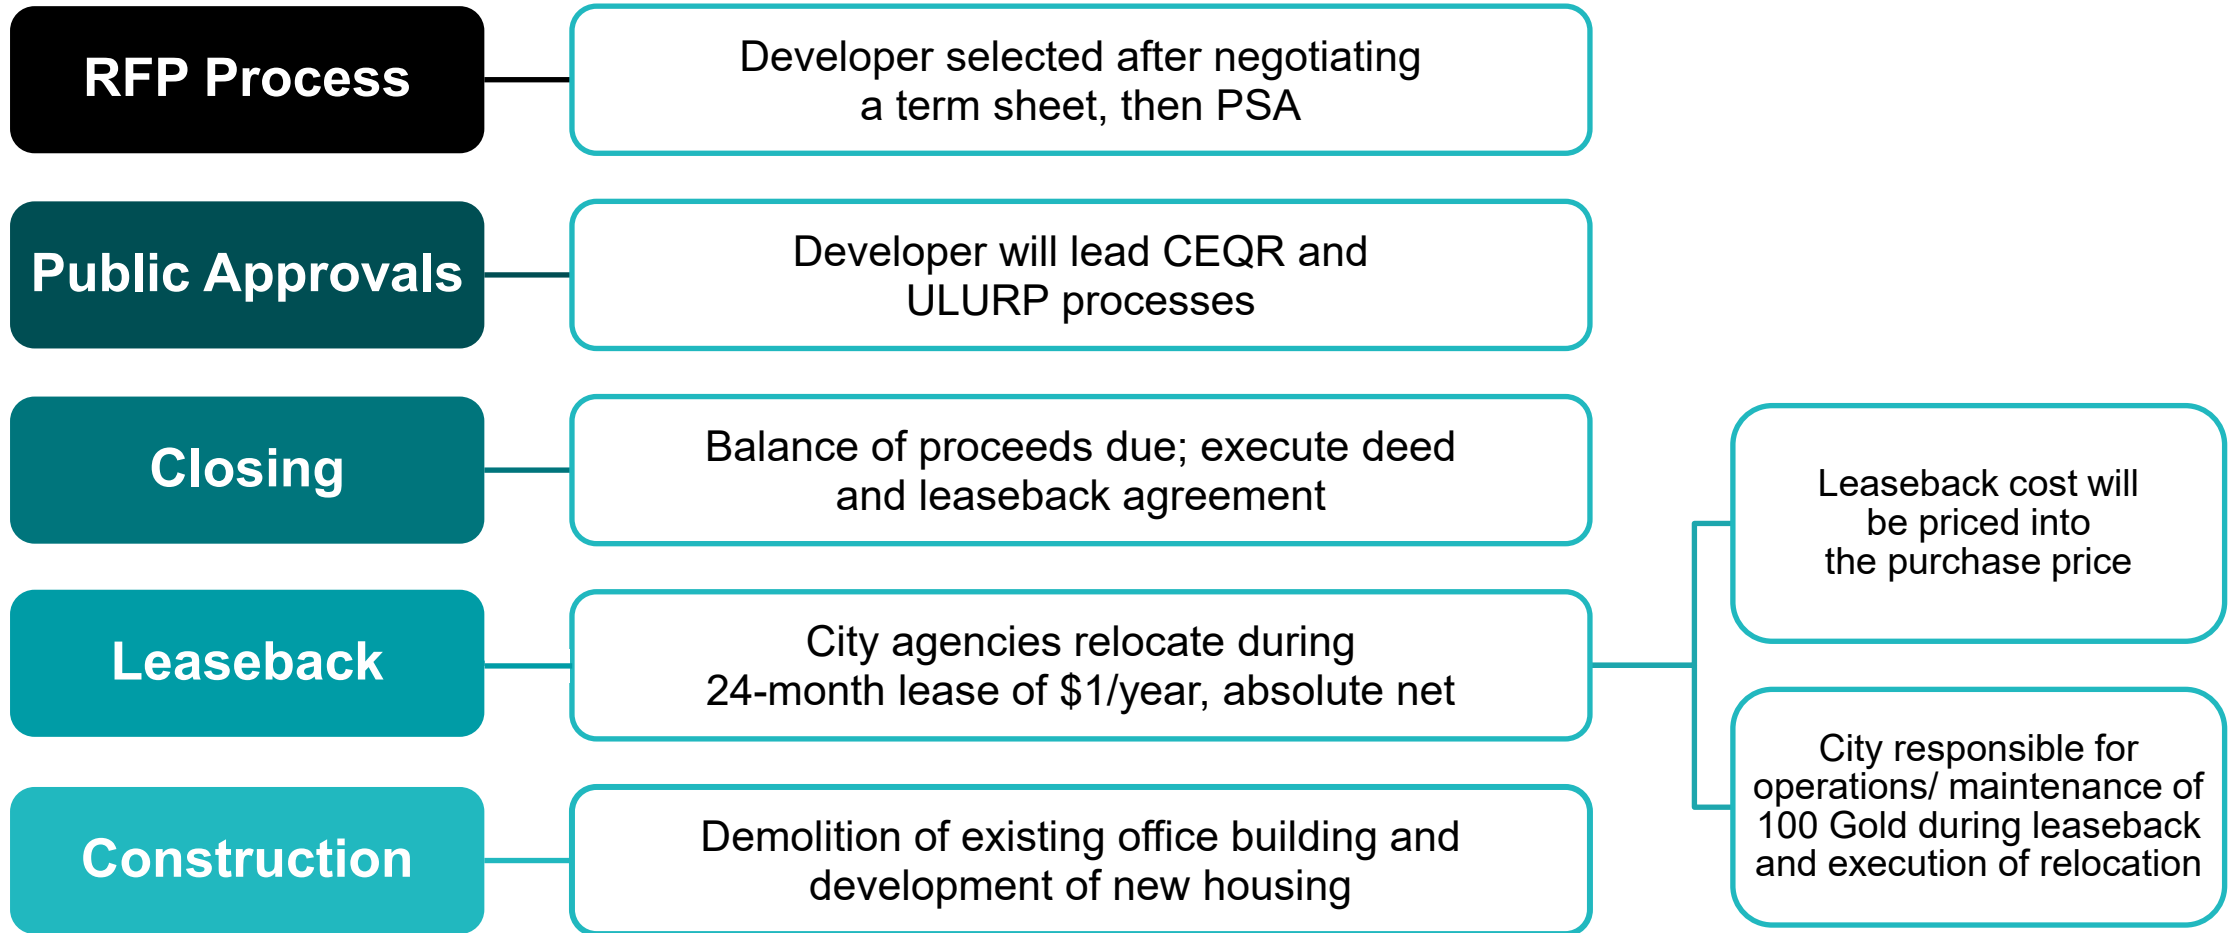 RFP Process
Developer selected after negotiating
a term sheet, then PSA
Public Approvals
Developer will lead CEQR and
ULURP processes
Closing
Balance of proceeds due; execute deed
and leaseback agreement
Leaseback
City agencies relocate during
24-month lease of $1/year, absolute net
Leaseback cost will
be priced into
the purchase price
City responsible for
operations/ maintenance of
100 Gold during leaseback
and execution of relocation
Construction
Demolition of existing office building and
development of new housing